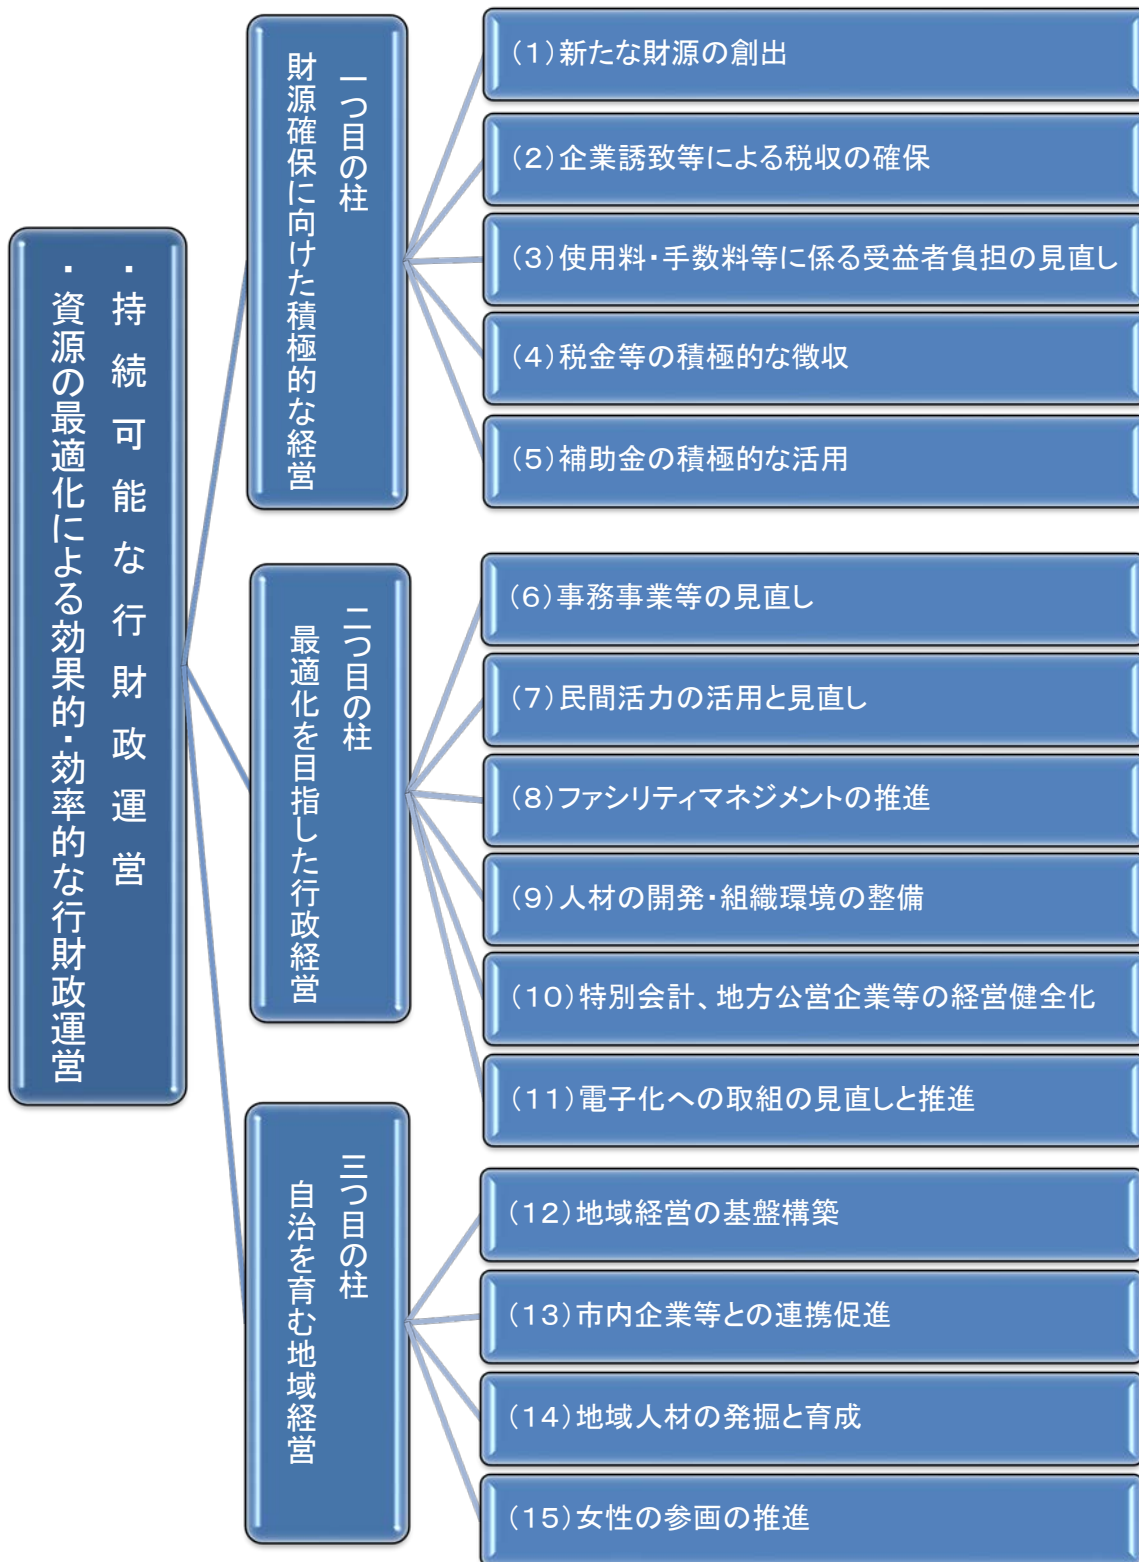 ・持続可能な行財政運営
・資源の最適化による効果的・効率的な行財政運営
一つ目の柱
財源確保に向けた積極的な経営
(1)新たな財源の創出
(2)企業誘致等による税収の確保
(3)使用料・手数料等に係る受益者負担の見直し
(4)税金等の積極的な徴収
(5)補助金の積極的な活用
二つ目の柱
最適化を目指した行政経営
(6)事務事業等の見直し
(7)民間活力の活用と見直し
(8)ファシリティマネジメントの推進
(9)人材の開発・組織環境の整備
(10)特別会計、地方公営企業等の経営健全化
(11)電子化への取組の見直しと推進
三つ目の柱
自治を育む地域経営
(12)地域経営の基盤構築
(13)市内企業等との連携促進
(14)地域人材の発掘と育成
(15)女性の参画の推進